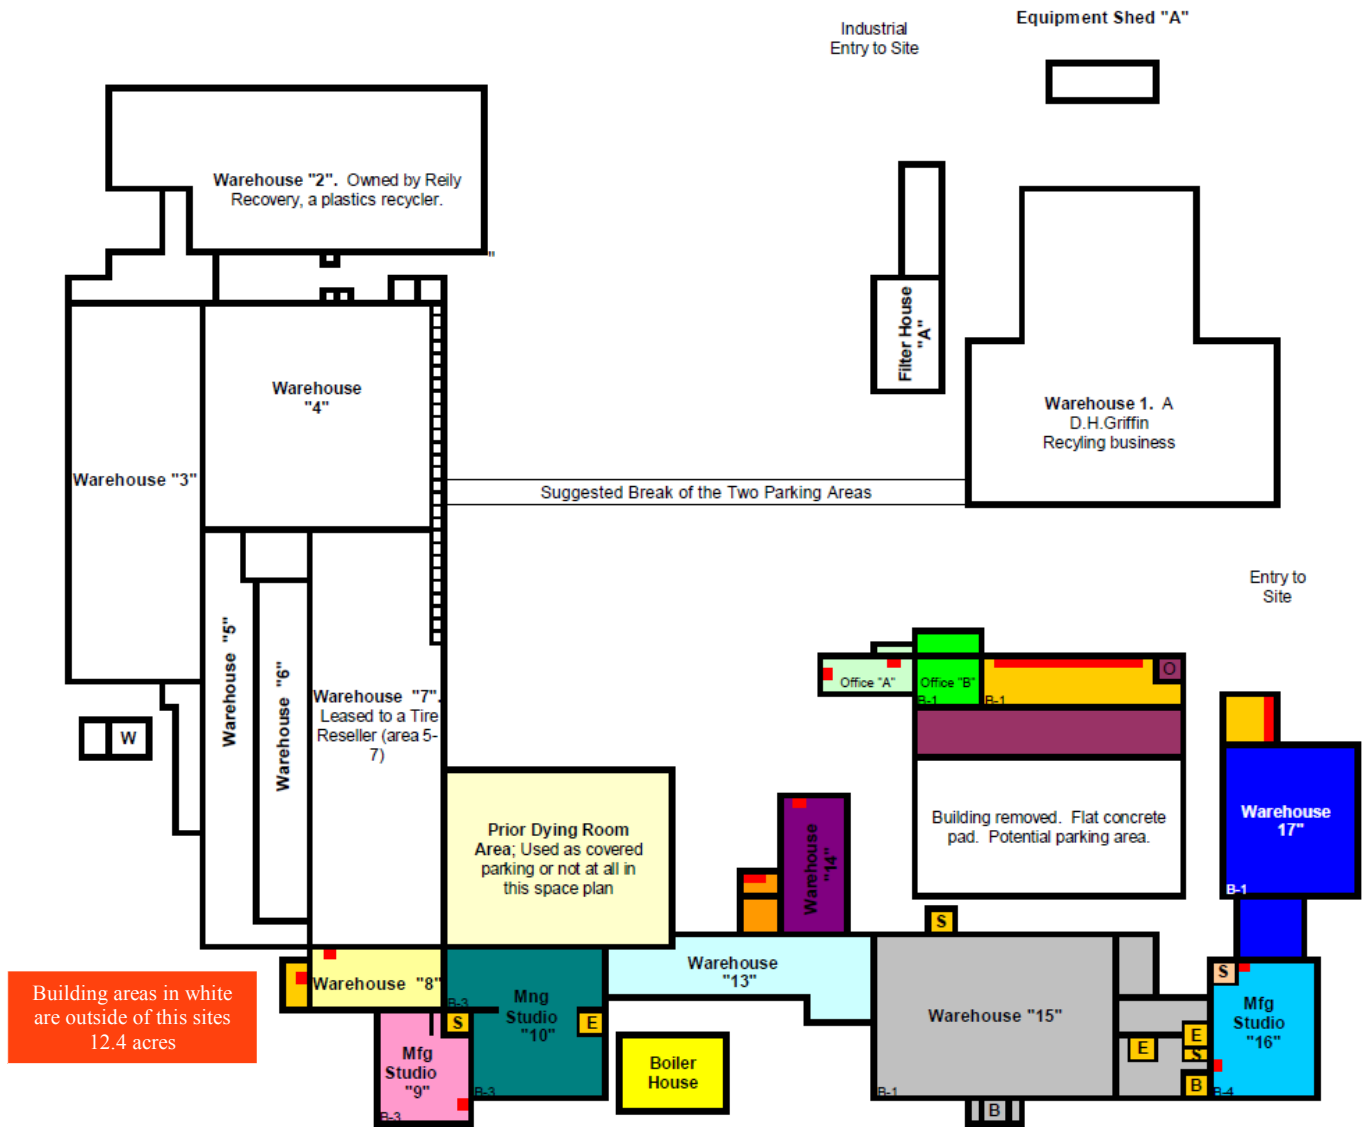 Equipment Shed "A"
Industrial
Entry to Site
Warehouse "2". Owned by Reily
Recovery, a plastics recycler.
"
Filter House
"A"
Warehouse
"4"
Warehouse 1. A
D.H.Griffin
Recyling business
Warehouse "3"
Suggested Break of the Two Parking Areas
Entry to
Site
Warehouse "5"
Warehouse "6"
Warehouse "7".
Leased to a Tire
Reseller (area 5-
7)
W
Office "A"
Office "B"
B-1
B-1
O
Prior Dying Room
Area; Used as covered
parking or not at all in
this space plan
Warehouse
"14"
Building removed. Flat concrete
pad. Potential parking area.
Warehouse
17"
B-1
S
Building areas in white
are outside of this sites
12.4 acres
Warehouse "8"
B-3
S
Mng
Studio
"10"
E
B-3
Mfg
Studio
"9"
B-3
Warehouse
"13"
Boiler
House
Warehouse "15"
B-1
B
E
E
S
B
S
Mfg
Studio
"16"
B-4